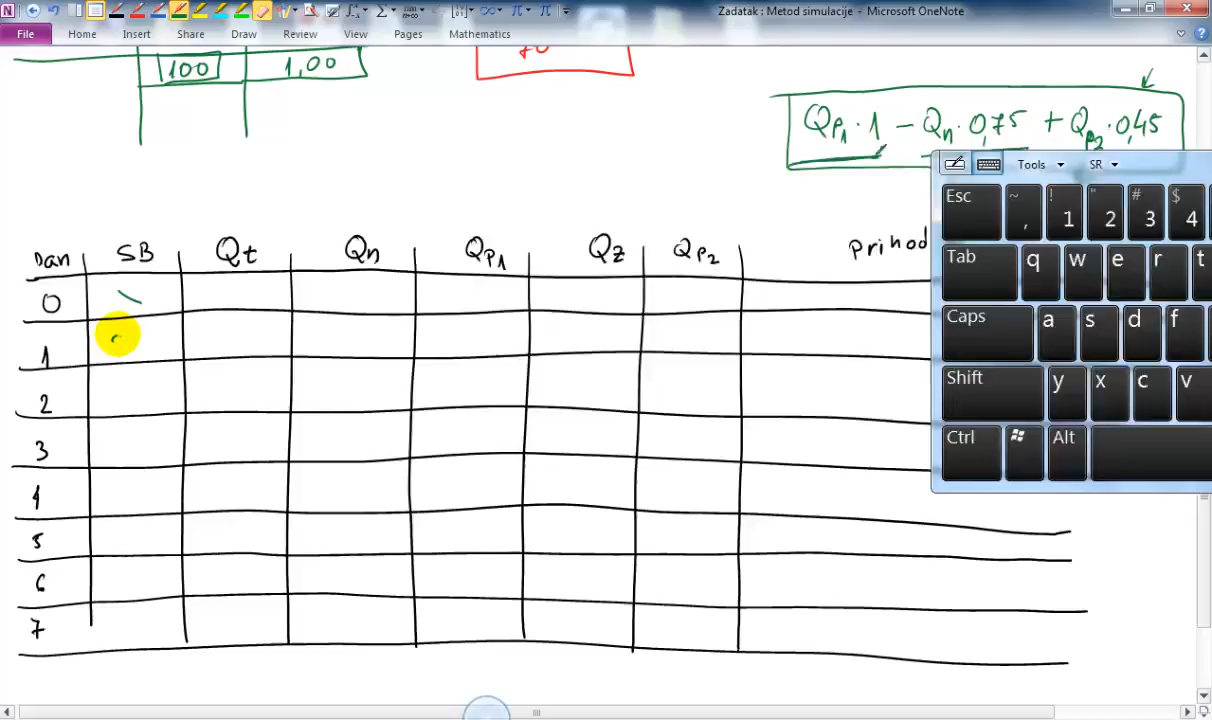 Zadatak : Metod simulacije - Microsoft OneNote
File Home Insert Share Draw Review View Pages Mathematics
100 1,00
Qp1 · 1 − Qn · 0,75 + Qp2 · 0,45
Tools SR
Esc ~ , ! 1 " 2 # 3 $ 4
Tab q w e r t
Caps a s d f
Shift y x c v
Ctrl Alt
Dan SB Qt Qn Qp1 Qz Qp2 prihod
0
1
2
3
4
5
6
7